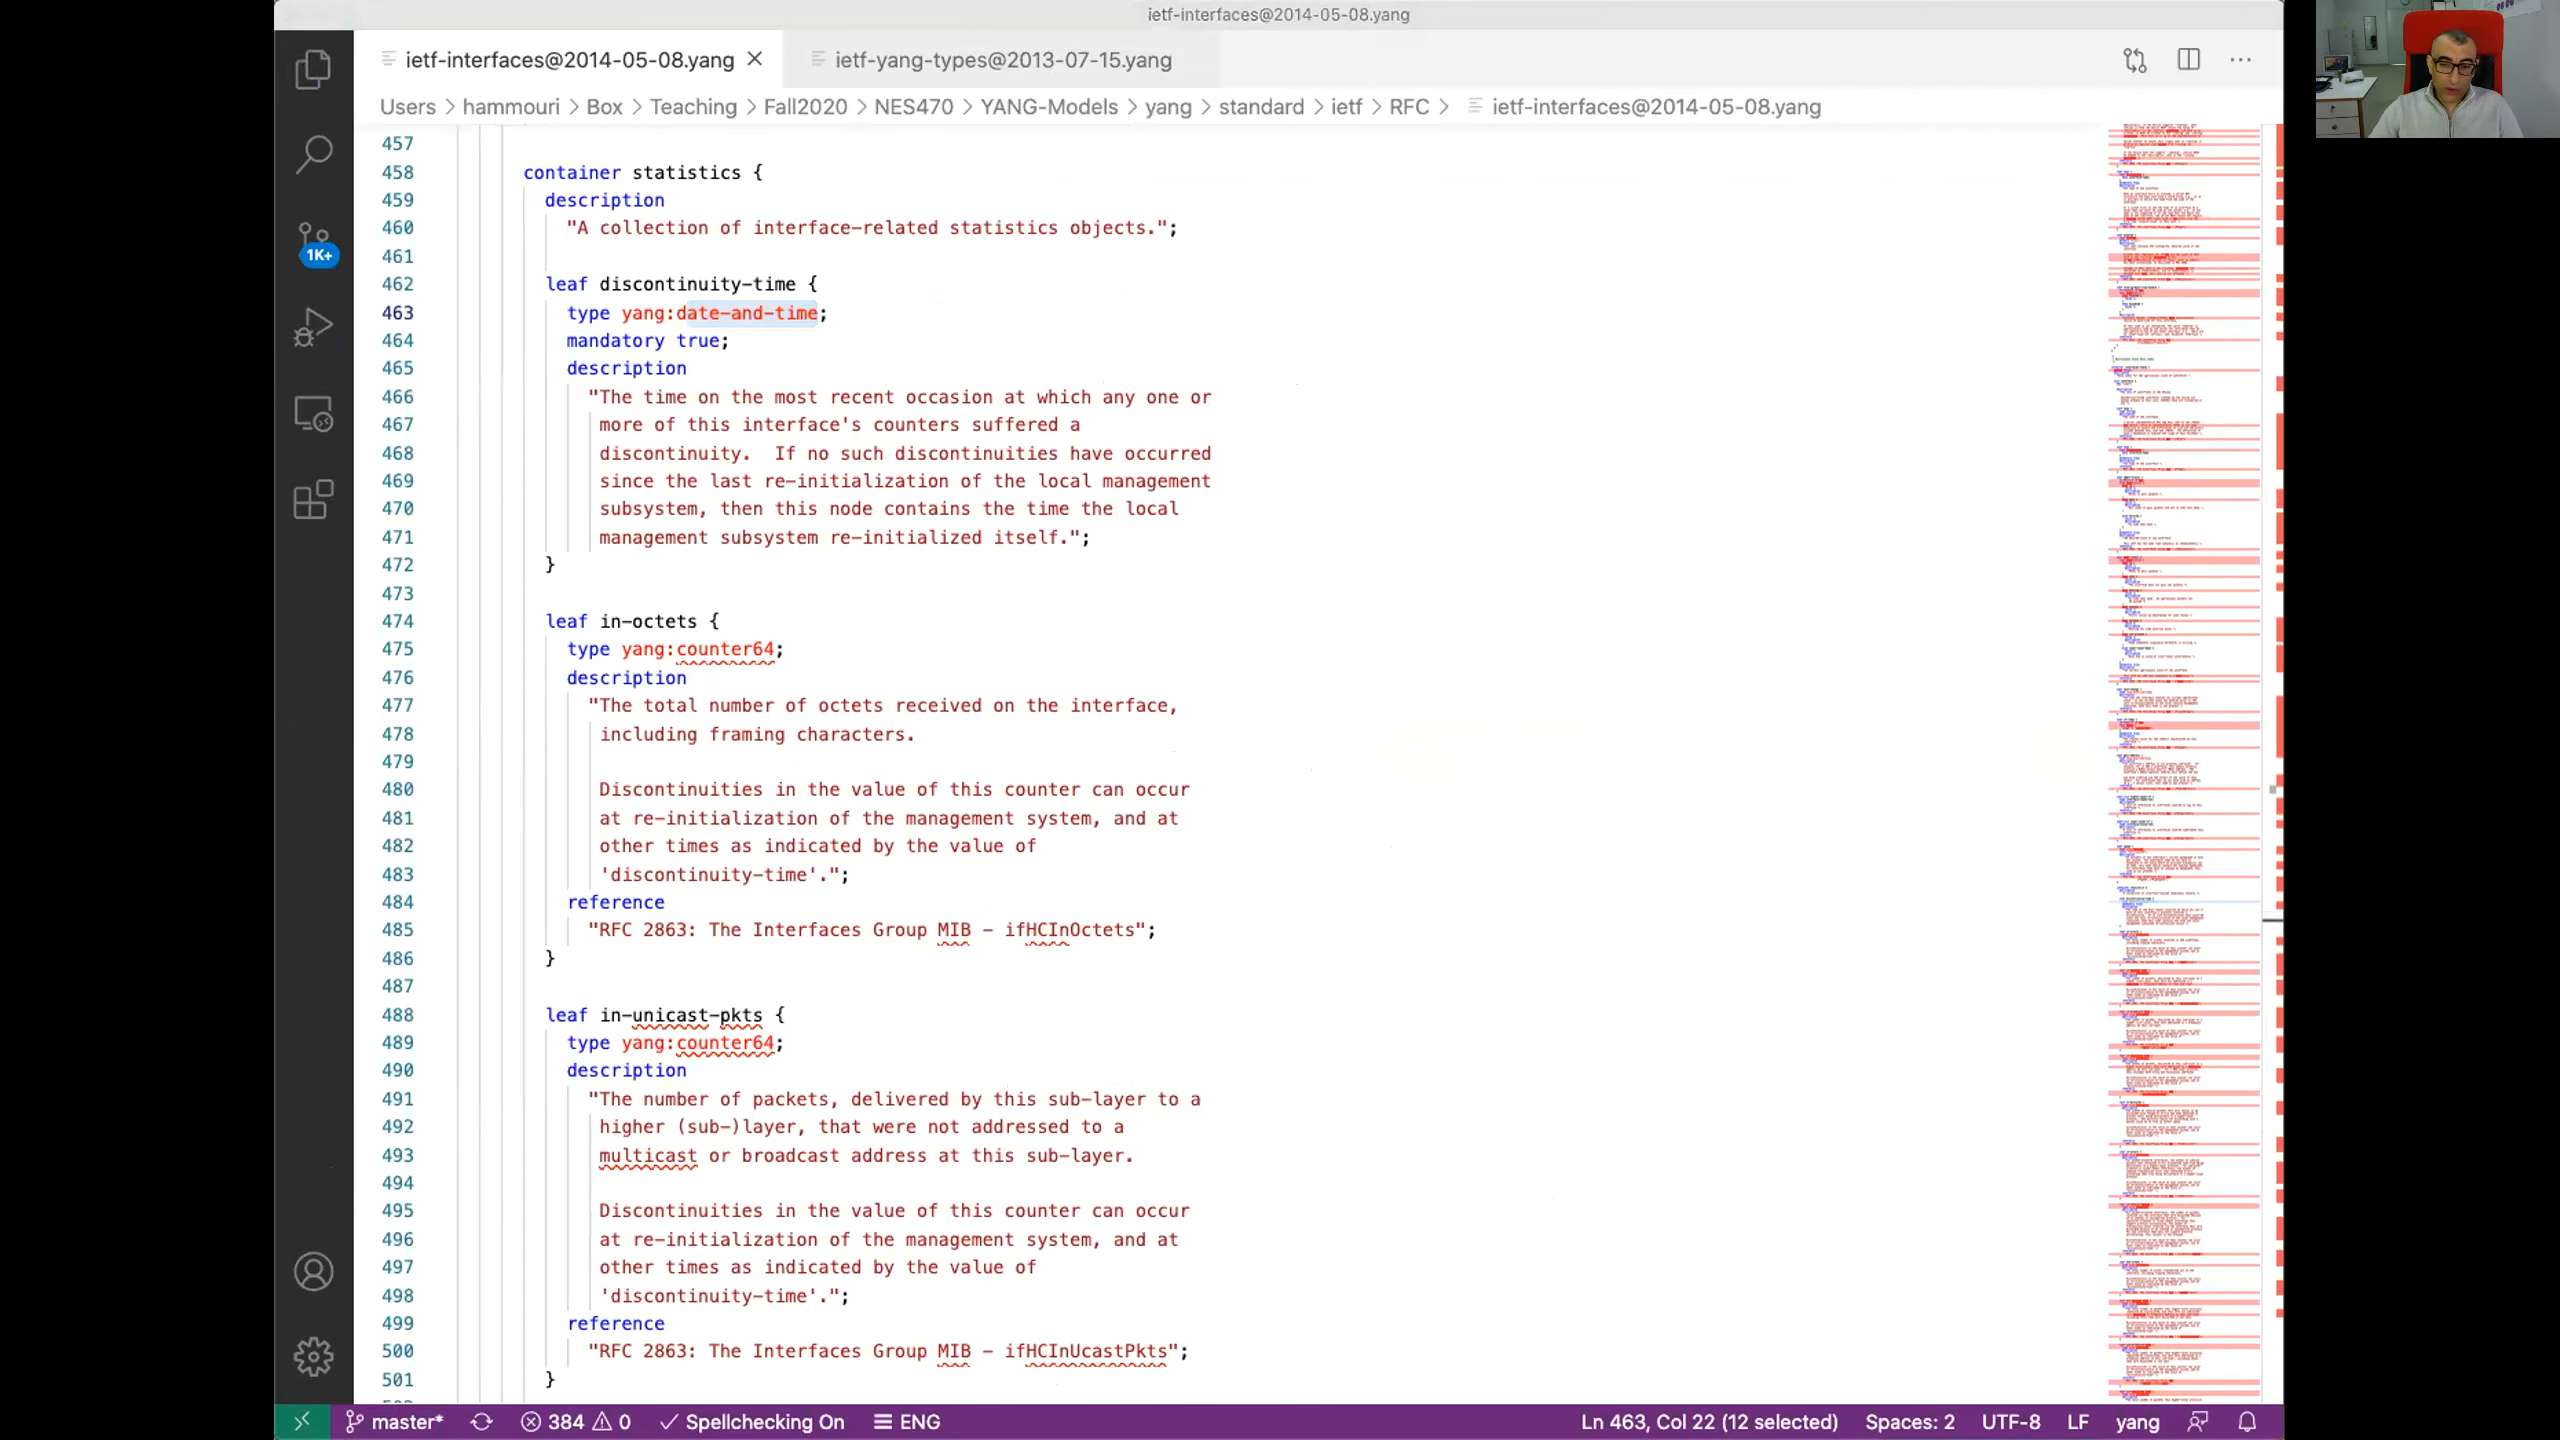 ietf-interfaces@2014-05-08.yang
ietf-interfaces@2014-05-08.yang
ietf-yang-types@2013-07-15.yang
Users > hammouri > Box > Teaching > Fall2020 > NES470 > YANG-Models > yang > standard > ietf > RFC > ietf-interfaces@2014-05-08.yang
1K+
457
458 container statistics {
459 description
460 "A collection of interface-related statistics objects.";
461
462 leaf discontinuity-time {
463 type yang:date-and-time;
464 mandatory true;
465 description
466 "The time on the most recent occasion at which any one or
467 more of this interface's counters suffered a
468 discontinuity.  If no such discontinuities have occurred
469 since the last re-initialization of the local management
470 subsystem, then this node contains the time the local
471 management subsystem re-initialized itself.";
472 }
473
474 leaf in-octets {
475 type yang:counter64;
476 description
477 "The total number of octets received on the interface,
478 including framing characters.
479
480 Discontinuities in the value of this counter can occur
481 at re-initialization of the management system, and at
482 other times as indicated by the value of
483 'discontinuity-time'.";
484 reference
485 "RFC 2863: The Interfaces Group MIB - ifHCInOctets";
486 }
487
488 leaf in-unicast-pkts {
489 type yang:counter64;
490 description
491 "The number of packets, delivered by this sub-layer to a
492 higher (sub-)layer, that were not addressed to a
493 multicast or broadcast address at this sub-layer.
494
495 Discontinuities in the value of this counter can occur
496 at re-initialization of the management system, and at
497 other times as indicated by the value of
498 'discontinuity-time'.";
499 reference
500 "RFC 2863: The Interfaces Group MIB - ifHCInUcastPkts";
501 }
master* 384 0 Spellchecking On ENG Ln 463, Col 22 (12 selected) Spaces: 2 UTF-8 LF yang